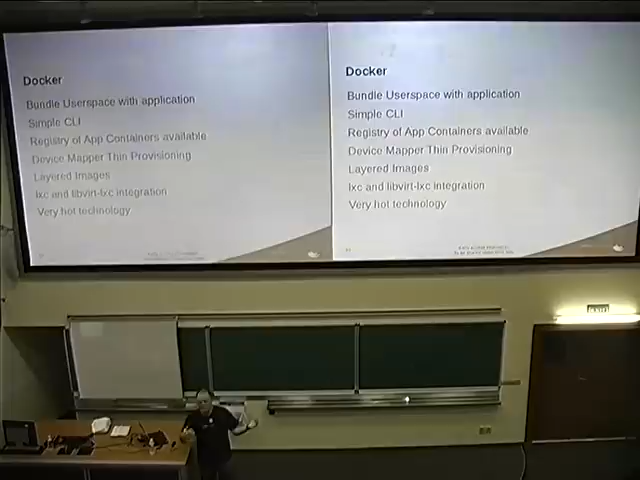 Docker
Bundle Userspace with application
Simple CLI
Registry of App Containers available
Device Mapper Thin Provisioning
Layered Images
lxc and libvirt-lxc integration
Very hot technology
Docker
Bundle Userspace with application
Simple CLI
Registry of App Containers available
Device Mapper Thin Provisioning
Layered Images
lxc and libvirt-lxc integration
Very hot technology